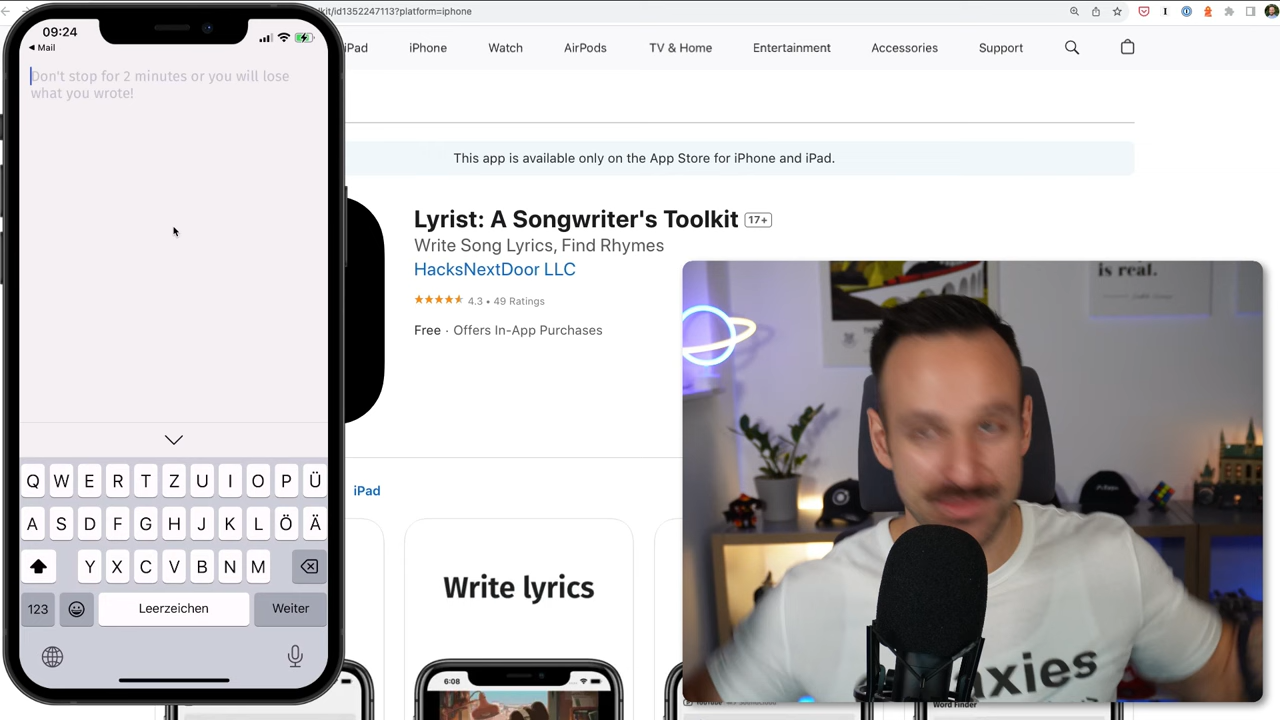 kit/id1352247113?platform=iphone
09:24
Mail
iPad
iPhone
Watch
AirPods
TV & Home
Entertainment
Accessories
Support
Don't stop for 2 minutes or you will lose
what you wrote!
This app is available only on the App Store for iPhone and iPad.
Lyrist: A Songwriter's Toolkit 17+
Write Song Lyrics, Find Rhymes
HacksNextDoor LLC
4.3 • 49 Ratings
Free · Offers In-App Purchases
is real.
iPad
Q W E R T Z U I O P Ü
A S D F G H J K L Ö Ä
Y X C V B N M
123
Leerzeichen
Weiter
Write lyrics
6:08
axies
Word Finder